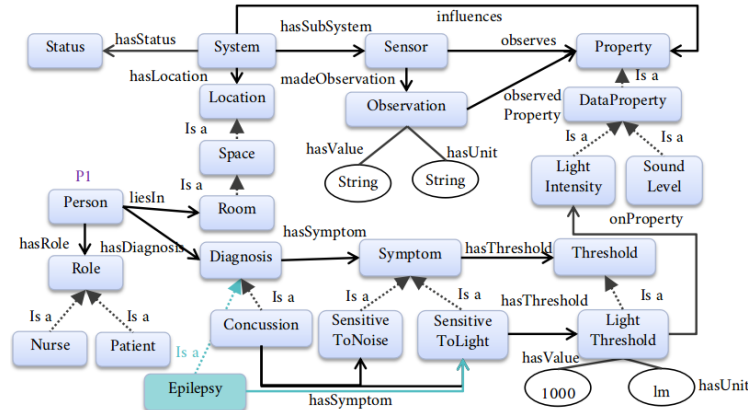 influences
Status
hasStatus
System
hasSubSystem
Sensor
observes
Property
hasLocation
madeObservation
Is a
Location
Observation
observed
Property
DataProperty
Is a
hasValue
hasUnit
Is a
Is a
Space
String
String
Light
Intensity
Sound
Level
P1
Is a
Person
liesIn
Room
onProperty
hasRole
hasDiagnosis
hasSymptom
Diagnosis
Symptom
hasThreshold
Threshold
Role
Is a
Is a
Is a
hasThreshold
Is a
Is a
Is a
Concussion
Sensitive
ToNoise
Sensitive
ToLight
Light
Threshold
Nurse
Patient
Is a
hasValue
Epilepsy
hasSymptom
1000
lm
hasUnit